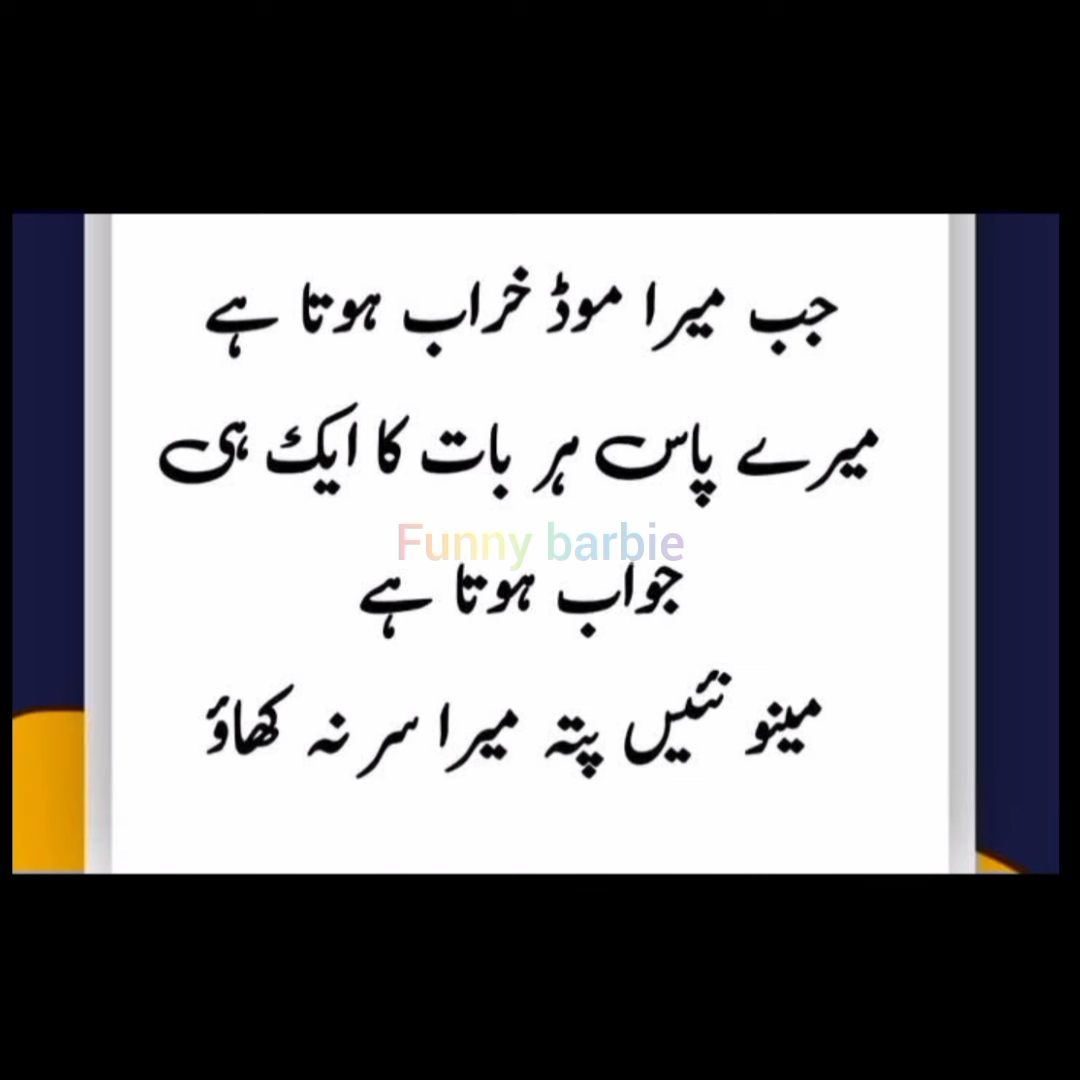 جب میرا موڈ خراب ہوتا ہے
میرے پاس ہر بات کا ایک ہی
Funny barbie
جواب ہوتا ہے
مینو نئیں پتہ میرا سر نہ کھاؤ